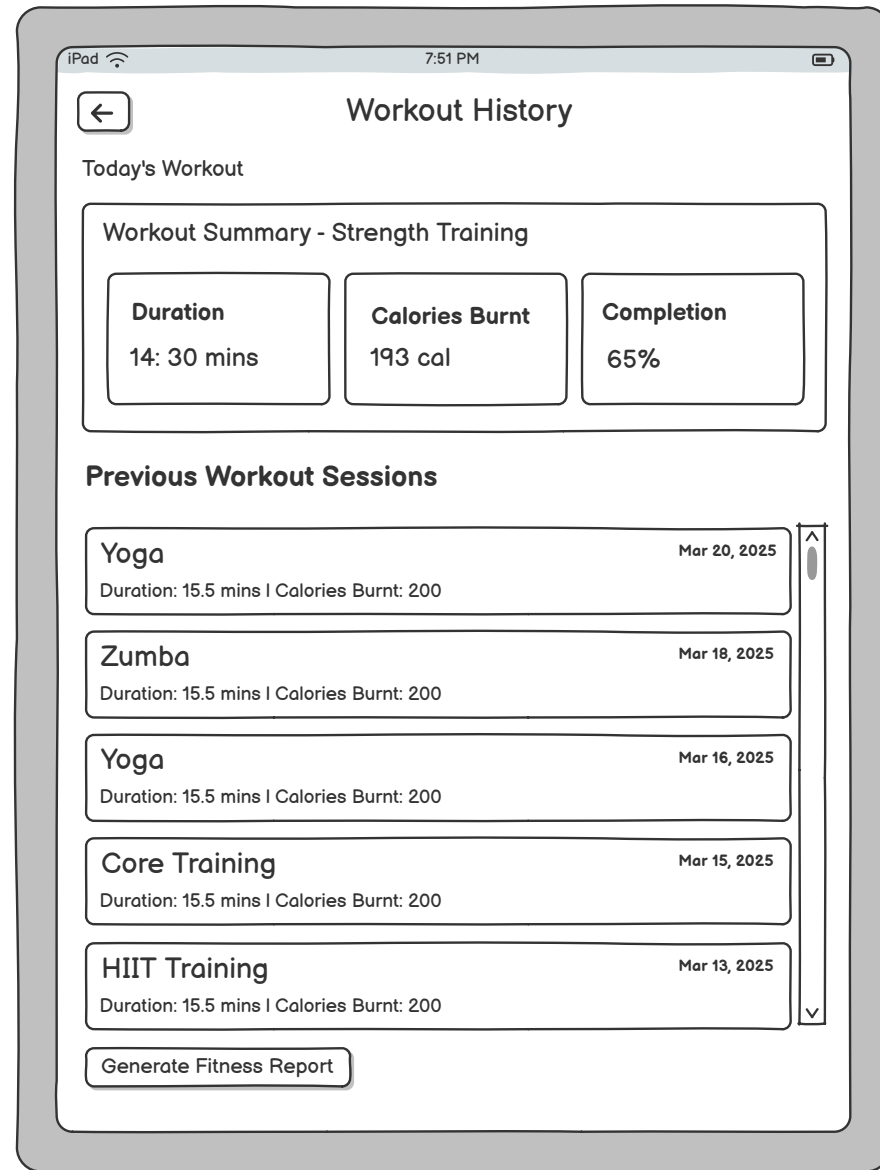 iPad 7:51 PM
Workout History
Today's Workout
Workout Summary - Strength Training
Duration Calories Burnt Completion
14: 30 mins 193 cal 65%
Previous Workout Sessions
Yoga Mar 20, 2025
Duration: 15.5 mins | Calories Burnt: 200
Zumba Mar 18, 2025
Duration: 15.5 mins | Calories Burnt: 200
Yoga Mar 16, 2025
Duration: 15.5 mins | Calories Burnt: 200
Core Training Mar 15, 2025
Duration: 15.5 mins | Calories Burnt: 200
HIIT Training Mar 13, 2025
Duration: 15.5 mins | Calories Burnt: 200
Generate Fitness Report